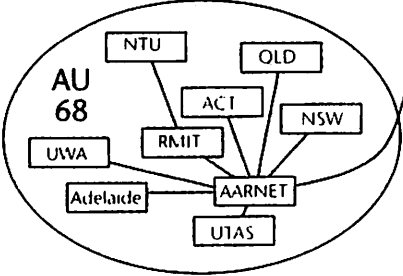 NTU
QLD
AU
68
ACT
NSW
RMIT
UWA
Adelaide
AARNET
UTAS